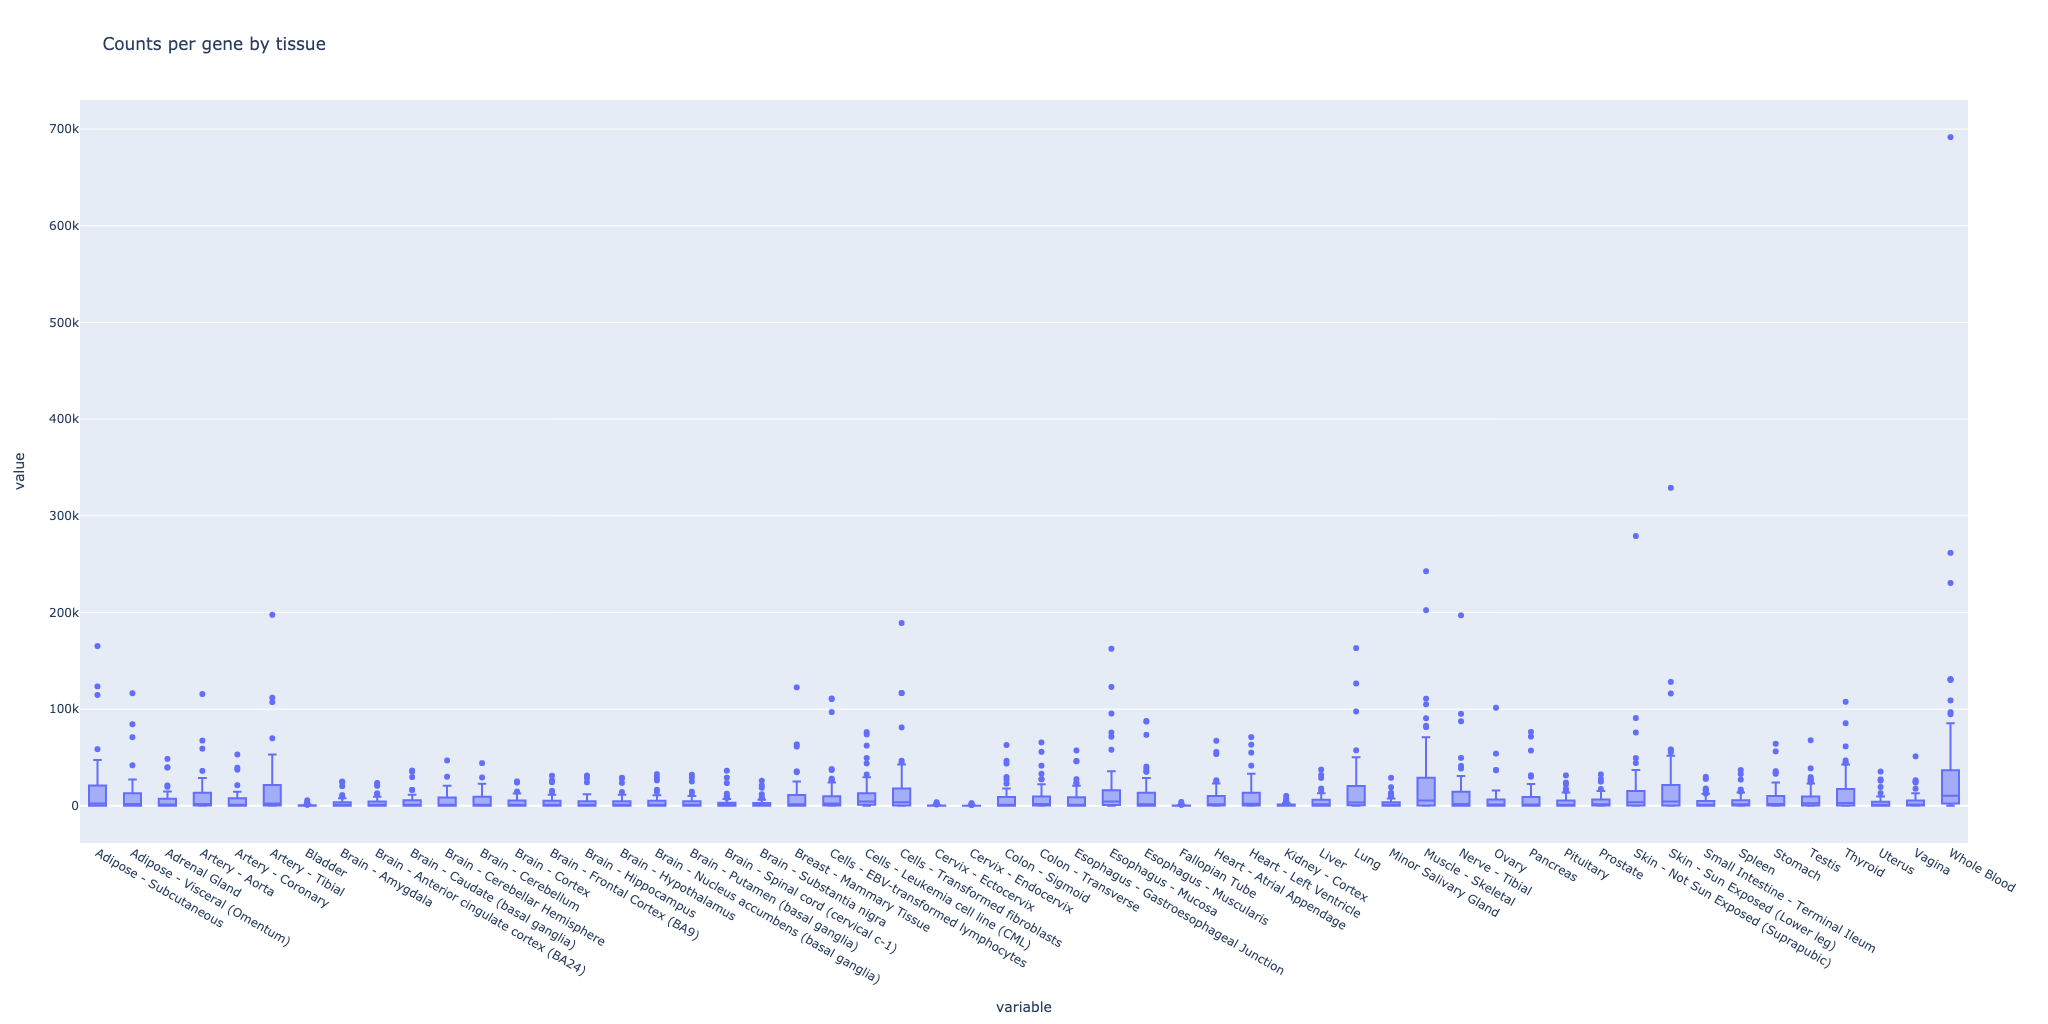 Counts per gene by tissue
700k
600k
500k
400k
300k
200k
100k
0
value
Adipose - Subcutaneous
Adipose - Visceral (Omentum)
Adrenal Gland
Artery - Aorta
Artery - Coronary
Artery - Tibial
Bladder
Brain - Amygdala
Brain - Anterior cingulate cortex (BA24)
Brain - Caudate (basal ganglia)
Brain - Cerebellar Hemisphere
Brain - Cerebellum
Brain - Cortex
Brain - Frontal Cortex (BA9)
Brain - Hippocampus
Brain - Hypothalamus
Brain - Nucleus accumbens (basal ganglia)
Brain - Putamen (basal ganglia)
Brain - Spinal cord (cervical c-1)
Brain - Substantia nigra
Breast - Mammary Tissue
Cells - EBV-transformed lymphocytes
Cells - Leukemia cell line (CML)
Cells - Transformed fibroblasts
Cervix - Ectocervix
Cervix - Endocervix
Colon - Sigmoid
Colon - Transverse
Esophagus - Gastroesophageal Junction
Esophagus - Mucosa
Esophagus - Muscularis
Fallopian Tube
Heart - Atrial Appendage
Heart - Left Ventricle
Kidney - Cortex
Liver
Lung
Minor Salivary Gland
Muscle - Skeletal
Nerve - Tibial
Ovary
Pancreas
Pituitary
Prostate
Skin - Not Sun Exposed (Suprapubic)
Skin - Sun Exposed (Lower leg)
Small Intestine - Terminal Ileum
Spleen
Stomach
Testis
Thyroid
Uterus
Vagina
Whole Blood
variable